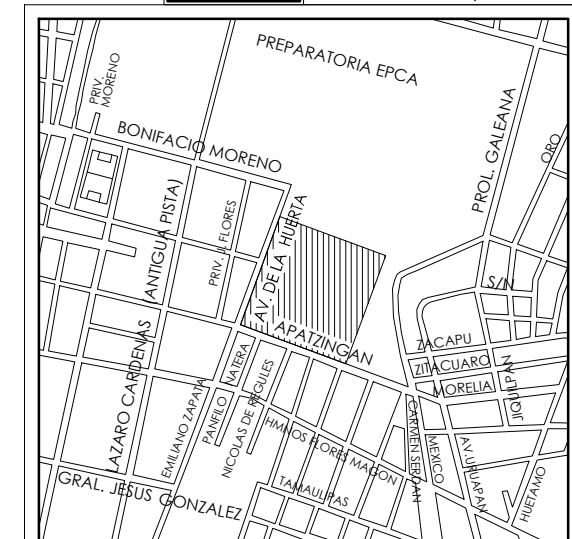 PREPARATORIA EPCA
PRIV.
MORENO
BONIFACIO MORENO
PROL. GALEANA
ORO
LAZARO CARDENAS (ANTIGUA PISTA)
PRIV. J. FLORES
AV. DE LA HUERTA
S/N
APATZINGAN
ZACAPU
ZITACUARO
MORELIA
JIQUILPAN
EMILIANO ZAPATA
PANFILO NATERA
NICOLAS DE REGULES
HMNOS FLORES MAGON
CARMEN SERDAN
MEXICO
AV. URUAPAN
HUETAMO
GRAL. JESUS GONZALEZ
TAMAULIPAS